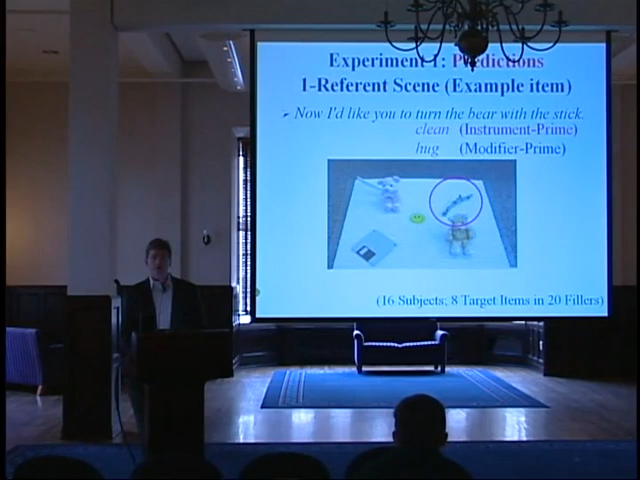 Experiment 1: Predictions
1-Referent Scene (Example item)
Now I'd like you to turn the bear with the stick.
clean (Instrument-Prime)
hug (Modifier-Prime)
(16 Subjects; 8 Target Items in 20 Fillers)